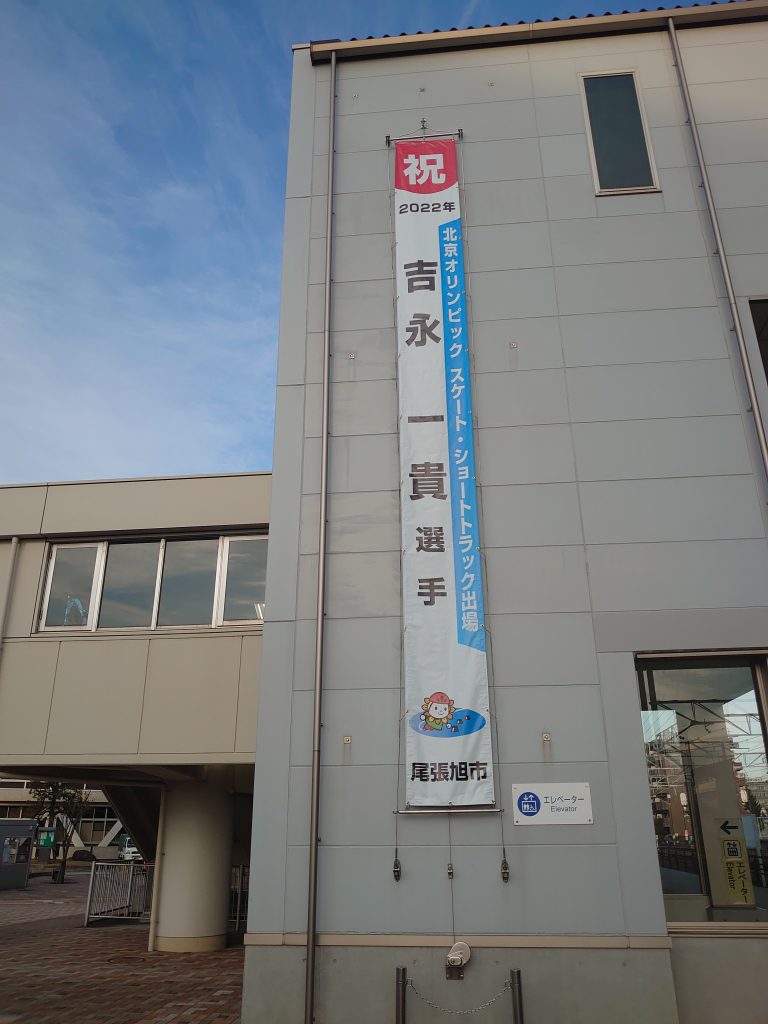 祝
2022年
北京オリンピック スケート・ショートトラック出場
吉永 一貴選手
尾張旭市
エレベーター
Elevator
エレベーター
Elevator